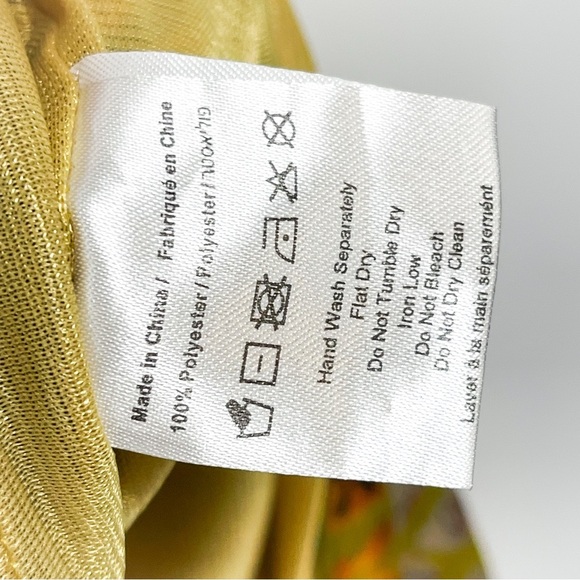 Made in China / Fabriqué en Chine
100% Polyester / Polyester / פוליאסטר
Hand Wash Separately
Flat Dry
Do Not Tumble Dry
Iron Low
Do Not Bleach
Do Not Dry Clean
Laver à la main séparément